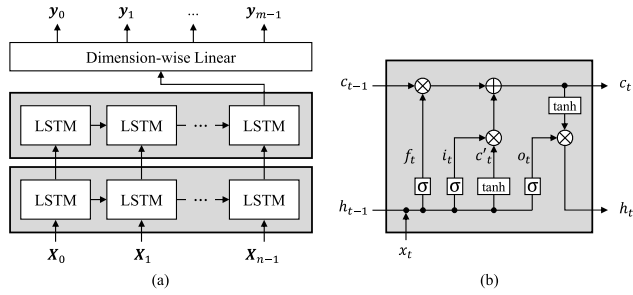 y₀ y₁ ⋯ yₘ₋₁
Dimension-wise Linear
LSTM LSTM ⋯ LSTM
LSTM LSTM ⋯ LSTM
X₀ X₁ Xₙ₋₁
(a)
cₜ₋₁ cₜ
tanh
fₜ iₜ c'ₜ oₜ
σ σ tanh σ
hₜ₋₁ hₜ
xₜ
(b)